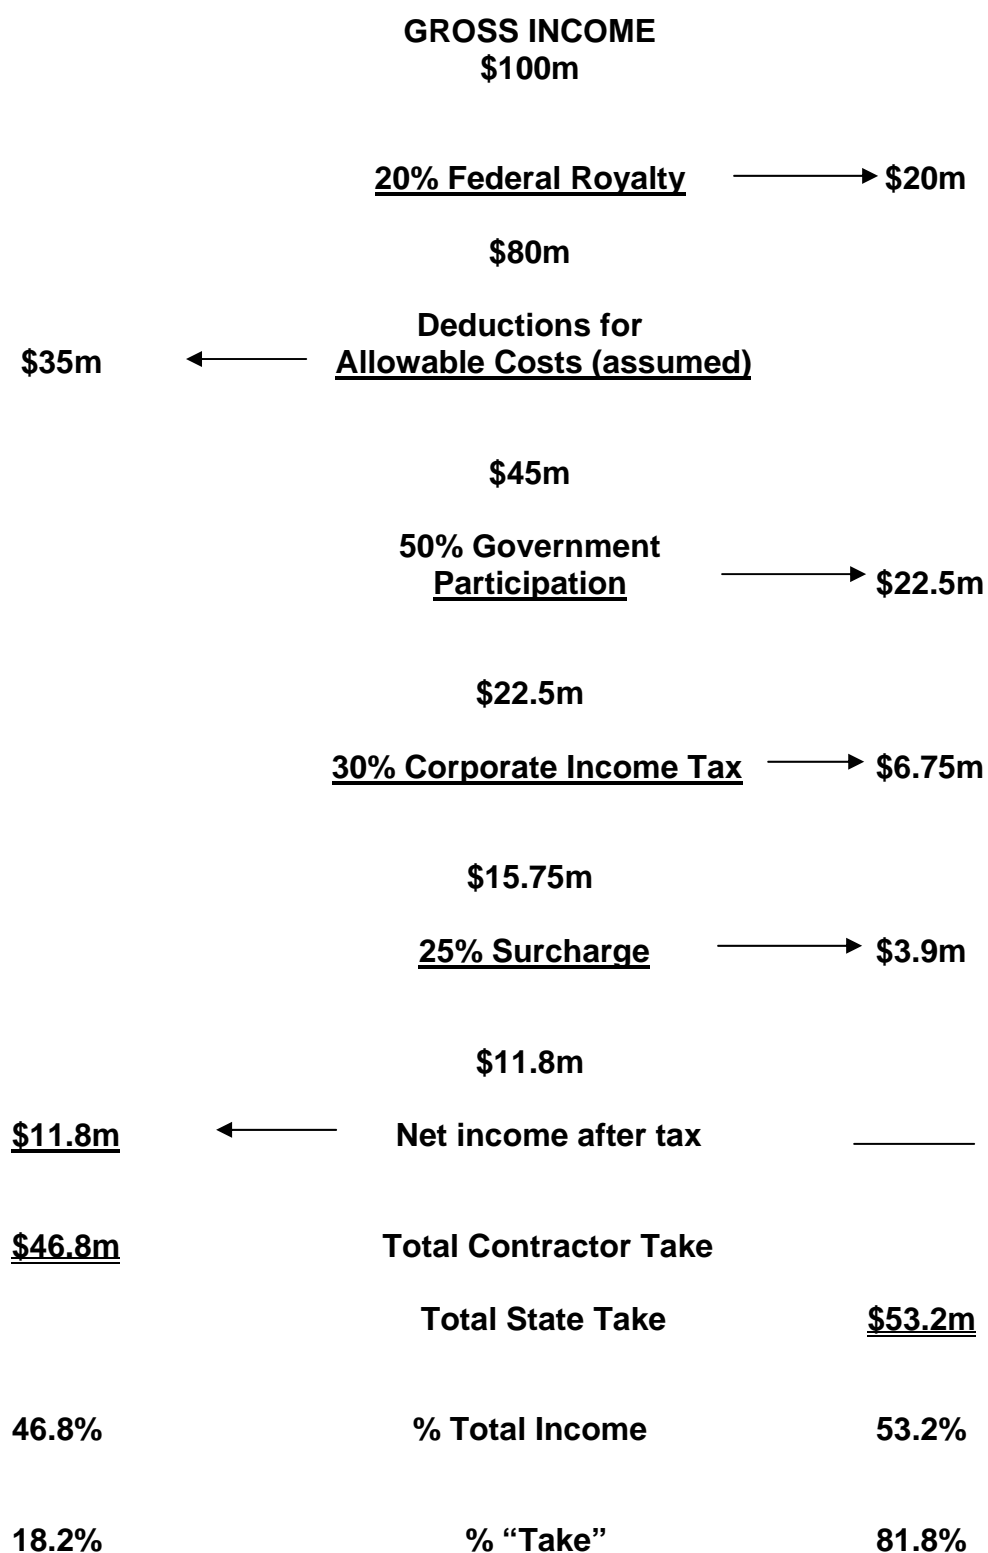 GROSS INCOME
$100m
20% Federal Royalty $20m
$80m
Deductions for
$35m Allowable Costs (assumed)
$45m
50% Government
Participation $22.5m
$22.5m
30% Corporate Income Tax $6.75m
$15.75m
25% Surcharge $3.9m
$11.8m
$11.8m Net income after tax
$46.8m Total Contractor Take
Total State Take $53.2m
46.8% % Total Income 53.2%
18.2% % “Take” 81.8%